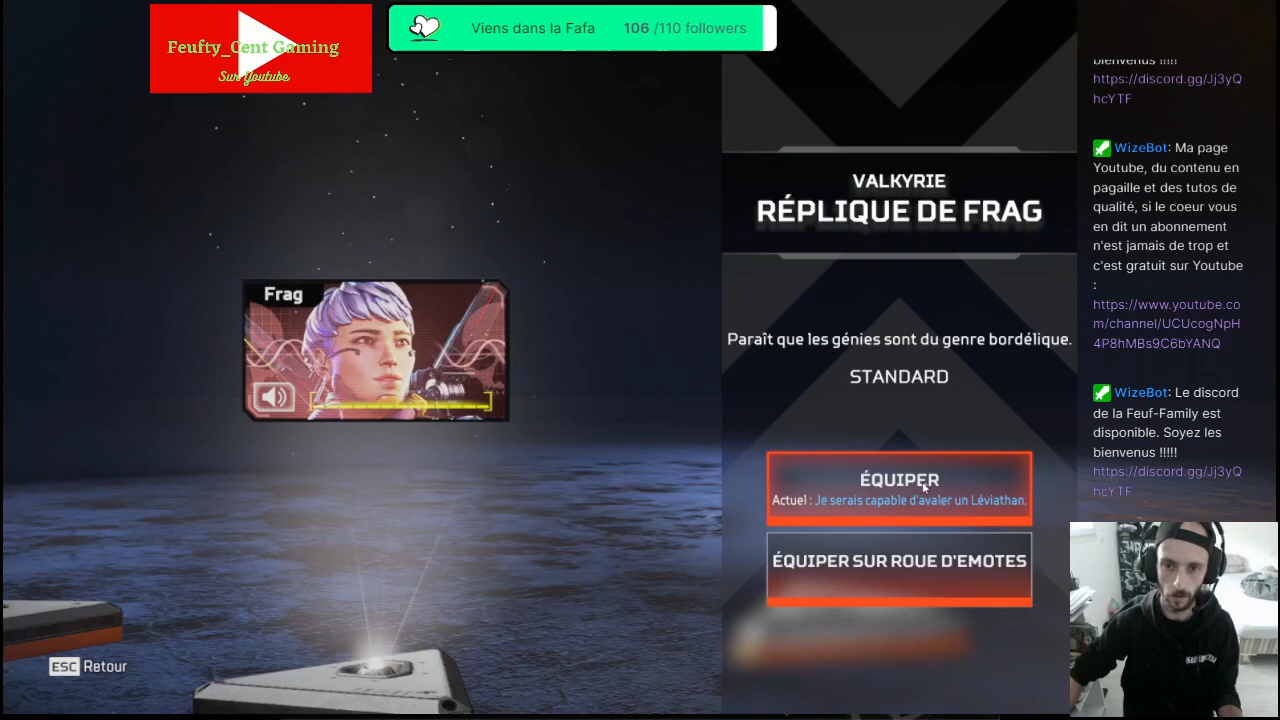 Feufty_Cent Gaming
Sur Youtube
Viens dans la Fafa 106 /110 followers
VALKYRIE
RÉPLIQUE DE FRAG
Frag
Paraît que les génies sont du genre bordélique.
STANDARD
ÉQUIPER
Actuel : Je serais capable d'avaler un Léviathan.
ÉQUIPER SUR ROUE D'EMOTES
ESC Retour
bienvenus !!!!!
https://discord.gg/Jj3yQ
hcYTF
WizeBot: Ma page
Youtube, du contenu en
pagaille et des tutos de
qualité, si le coeur vous
en dit un abonnement
n'est jamais de trop et
c'est gratuit sur Youtube
:
https://www.youtube.co
m/channel/UCUcogNpH
4P8hMBs9C6bYANQ
WizeBot: Le discord
de la Feuf-Family est
disponible. Soyez les
bienvenus !!!!!
https://discord.gg/Jj3yQ
hcYTF